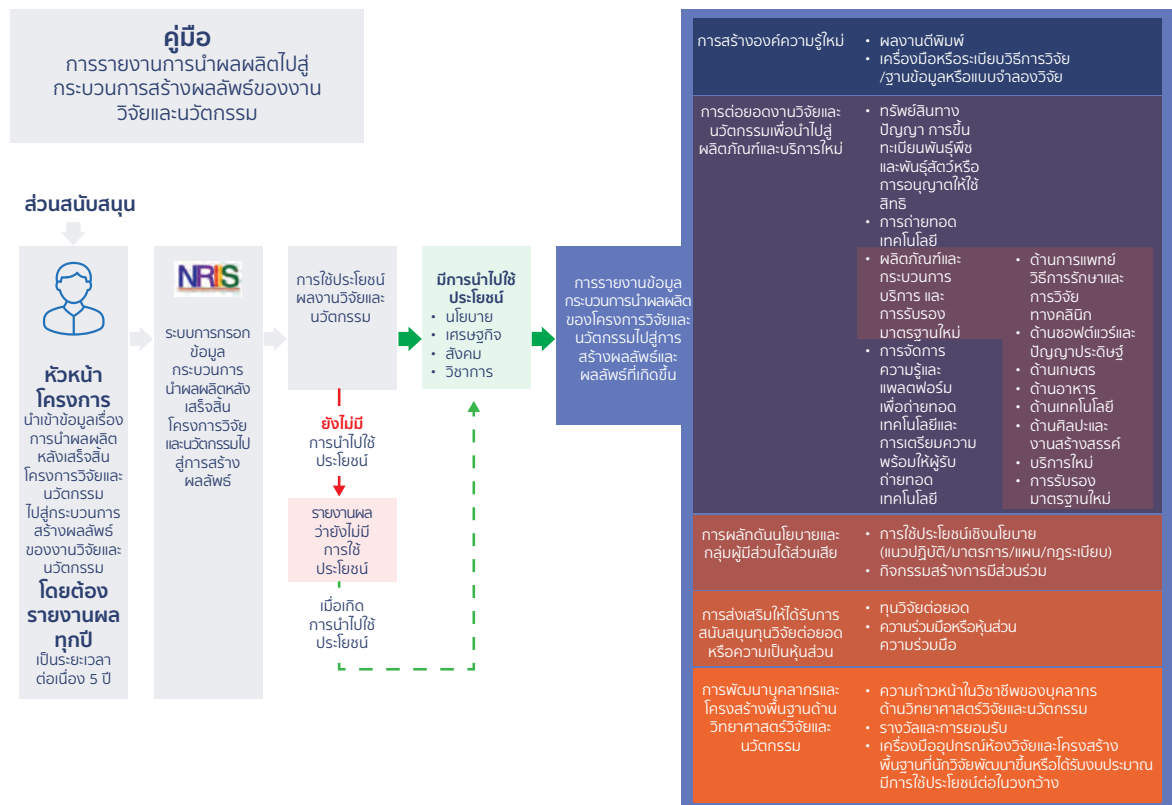 คู่มือ
การรายงานการนำผลผลิตไปสู่
กระบวนการสร้างผลลัพธ์ของงาน
วิจัยและนวัตกรรม
ส่วนสนับสนุน
หัวหน้า
โครงการ
นำเข้าข้อมูลเรื่อง
การนำผลผลิต
หลังเสร็จสิ้น
โครงการวิจัยและ
นวัตกรรม
ไปสู่กระบวนการ
สร้างผลลัพธ์
ของงานวิจัยและ
นวัตกรรม
โดยต้อง
รายงานผล
ทุกปี
เป็นระยะเวลา
ต่อเนื่อง 5 ปี
NRIS
ระบบการกรอก
ข้อมูล
กระบวนการ
นำผลผลิตหลัง
เสร็จสิ้น
โครงการวิจัย
และนวัตกรรมไป
สู่การสร้าง
ผลลัพธ์
การใช้ประโยชน์
ผลงานวิจัยและ
นวัตกรรม
ยังไม่มี
การนำไปใช้
ประโยชน์
รายงานผล
ว่ายังไม่มี
การใช้
ประโยชน์
เมื่อเกิด
การนำไปใช้
ประโยชน์
มีการนำไปใช้
ประโยชน์
• นโยบาย
• เศรษฐกิจ
• สังคม
• วิชาการ
การรายงานข้อมูล
กระบวนการนำผลผลิต
ของโครงการวิจัยและ
นวัตกรรมไปสู่การ
สร้างผลลัพธ์และ
ผลลัพธ์ที่เกิดขึ้น
การสร้างองค์ความรู้ใหม่
• ผลงานตีพิมพ์
• เครื่องมือหรือระเบียบวิธีการวิจัย
/ฐานข้อมูลหรือแบบจำลองวิจัย
การต่อยอดงานวิจัยและ
นวัตกรรมเพื่อนำไปสู่
ผลิตภัณฑ์และบริการใหม่
• ทรัพย์สินทาง
ปัญญา การขึ้น
ทะเบียนพันธุ์พืช
และพันธุ์สัตว์หรือ
การอนุญาตให้ใช้
สิทธิ
• การถ่ายทอด
เทคโนโลยี
• ผลิตภัณฑ์และ
กระบวนการ
บริการ และ
การรับรอง
มาตรฐานใหม่
• การจัดการ
ความรู้และ
แพลตฟอร์ม
เพื่อถ่ายทอด
เทคโนโลยีและ
การเตรียมความ
พร้อมให้ผู้รับ
ถ่ายทอด
เทคโนโลยี
• ด้านการแพทย์
วิธีการรักษาและ
การวิจัย
ทางคลินิก
• ด้านซอฟต์แวร์และ
ปัญญาประดิษฐ์
• ด้านเกษตร
• ด้านอาหาร
• ด้านเทคโนโลยี
• ด้านศิลปะและ
งานสร้างสรรค์
• บริการใหม่
• การรับรอง
มาตรฐานใหม่
การผลักดันนโยบายและ
กลุ่มผู้มีส่วนได้ส่วนเสีย
• การใช้ประโยชน์เชิงนโยบาย
(แนวปฏิบัติ/มาตรการ/แผน/กฎระเบียบ)
• กิจกรรมสร้างการมีส่วนร่วม
การส่งเสริมให้ได้รับการ
สนับสนุนทุนวิจัยต่อยอด
หรือความเป็นหุ้นส่วน
• ทุนวิจัยต่อยอด
• ความร่วมมือหรือหุ้นส่วน
ความร่วมมือ
การพัฒนาบุคลากรและ
โครงสร้างพื้นฐานด้าน
วิทยาศาสตร์วิจัยและ
นวัตกรรม
• ความก้าวหน้าในวิชาชีพของบุคลากร
ด้านวิทยาศาสตร์วิจัยและนวัตกรรม
• รางวัลและการยอมรับ
• เครื่องมืออุปกรณ์ห้องวิจัยและโครงสร้าง
พื้นฐานที่นักวิจัยพัฒนาขึ้นหรือได้รับงบประมาณ
มีการใช้ประโยชน์ต่อในวงกว้าง